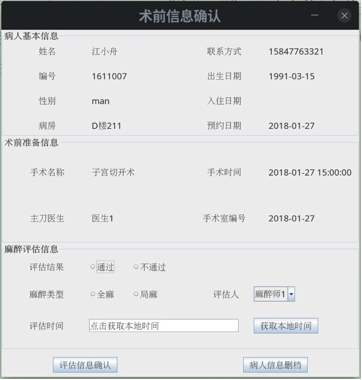 术前信息确认
病人基本信息
姓名 江小舟 联系方式 15847763321
编号 1611007 出生日期 1991-03-15
性别 man 入住日期
病房 D楼211 预约日期 2018-01-27
术前准备信息
手术名称 子宫切开术 手术时间 2018-01-27 15:00:00
主刀医生 医生1 手术室编号 2018-01-27
麻醉评估信息
评估结果 通过 不通过
麻醉类型 全麻 局麻 评估人 麻醉师1
评估时间 点击获取本地时间 获取本地时间
评估信息确认 病人信息删档